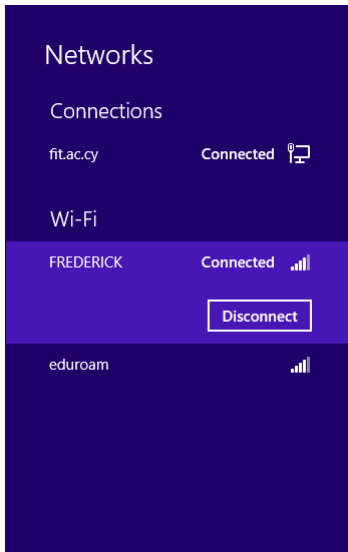 Networks
Connections
fit.ac.cy Connected
Wi-Fi
FREDERICK Connected
Disconnect
eduroam